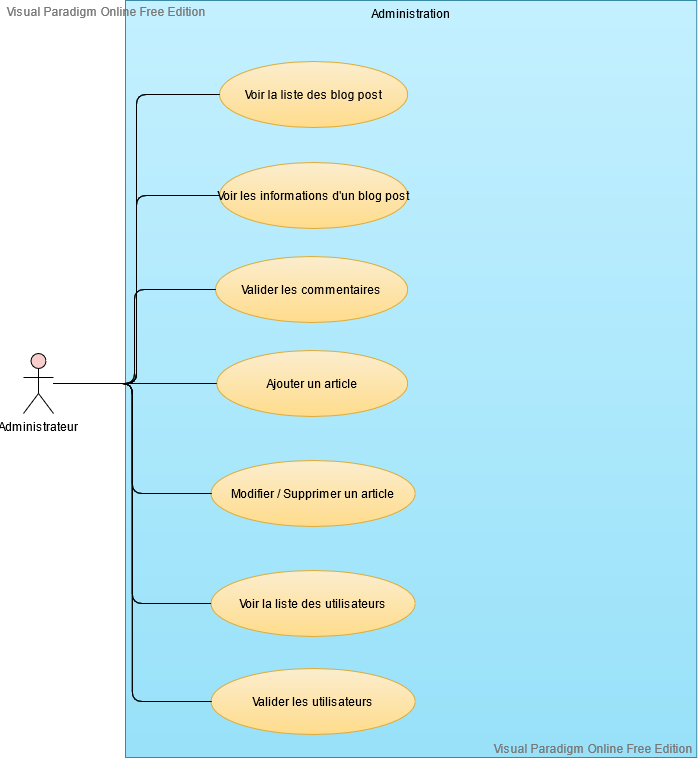 Visual Paradigm Online Free Edition
Administration
Voir la liste des blog post
Voir les informations d'un blog post
Valider les commentaires
Ajouter un article
Administrateur
Modifier / Supprimer un article
Voir la liste des utilisateurs
Valider les utilisateurs
Visual Paradigm Online Free Edition